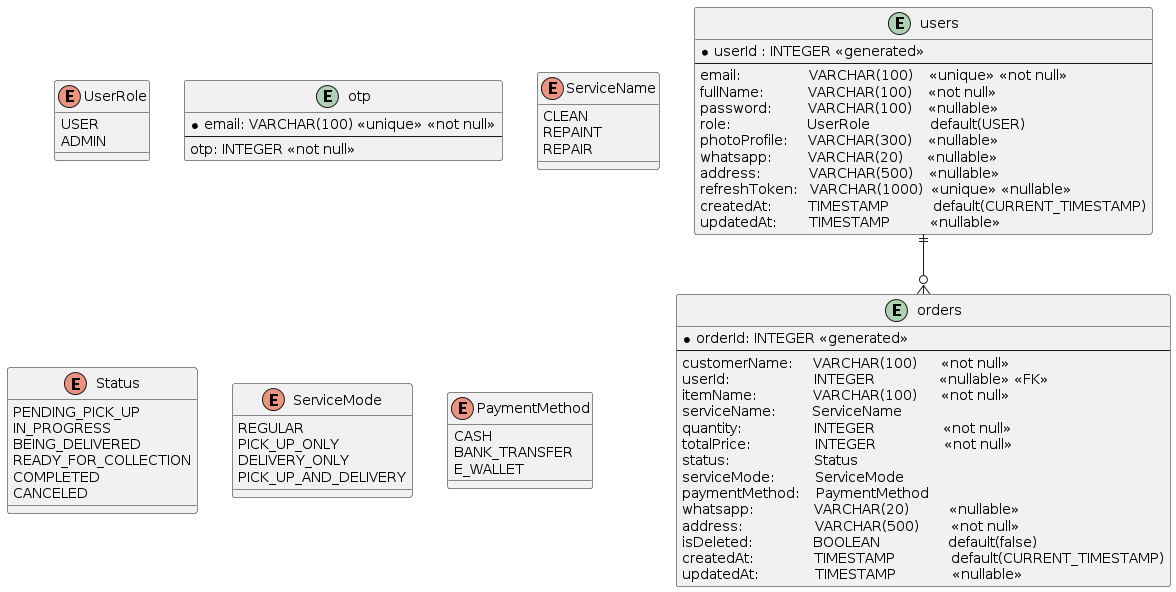 E UserRole
USER
ADMIN
E otp
email: VARCHAR(100) «unique» «not null»
otp: INTEGER «not null»
E ServiceName
CLEAN
REPAINT
REPAIR
E users
userId : INTEGER «generated»
email: VARCHAR(100) «unique» «not null»
fullName: VARCHAR(100) «not null»
password: VARCHAR(100) «nullable»
role: UserRole default(USER)
photoProfile: VARCHAR(300) «nullable»
whatsapp: VARCHAR(20) «nullable»
address: VARCHAR(500) «nullable»
refreshToken: VARCHAR(1000) «unique» «nullable»
createdAt: TIMESTAMP default(CURRENT_TIMESTAMP)
updatedAt: TIMESTAMP «nullable»
E Status
PENDING_PICK_UP
IN_PROGRESS
BEING_DELIVERED
READY_FOR_COLLECTION
COMPLETED
CANCELED
E ServiceMode
REGULAR
PICK_UP_ONLY
DELIVERY_ONLY
PICK_UP_AND_DELIVERY
E PaymentMethod
CASH
BANK_TRANSFER
E_WALLET
E orders
orderId: INTEGER «generated»
customerName: VARCHAR(100) «not null»
userId: INTEGER «nullable» «FK»
itemName: VARCHAR(100) «not null»
serviceName: ServiceName
quantity: INTEGER «not null»
totalPrice: INTEGER «not null»
status: Status
serviceMode: ServiceMode
paymentMethod: PaymentMethod
whatsapp: VARCHAR(20) «nullable»
address: VARCHAR(500) «not null»
isDeleted: BOOLEAN default(false)
createdAt: TIMESTAMP default(CURRENT_TIMESTAMP)
updatedAt: TIMESTAMP «nullable»